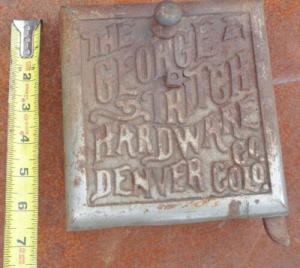 THE
GEORGE
TRITCH
HARDWARE
CO.
DENVER COLO.
2
3
4
5
6
7